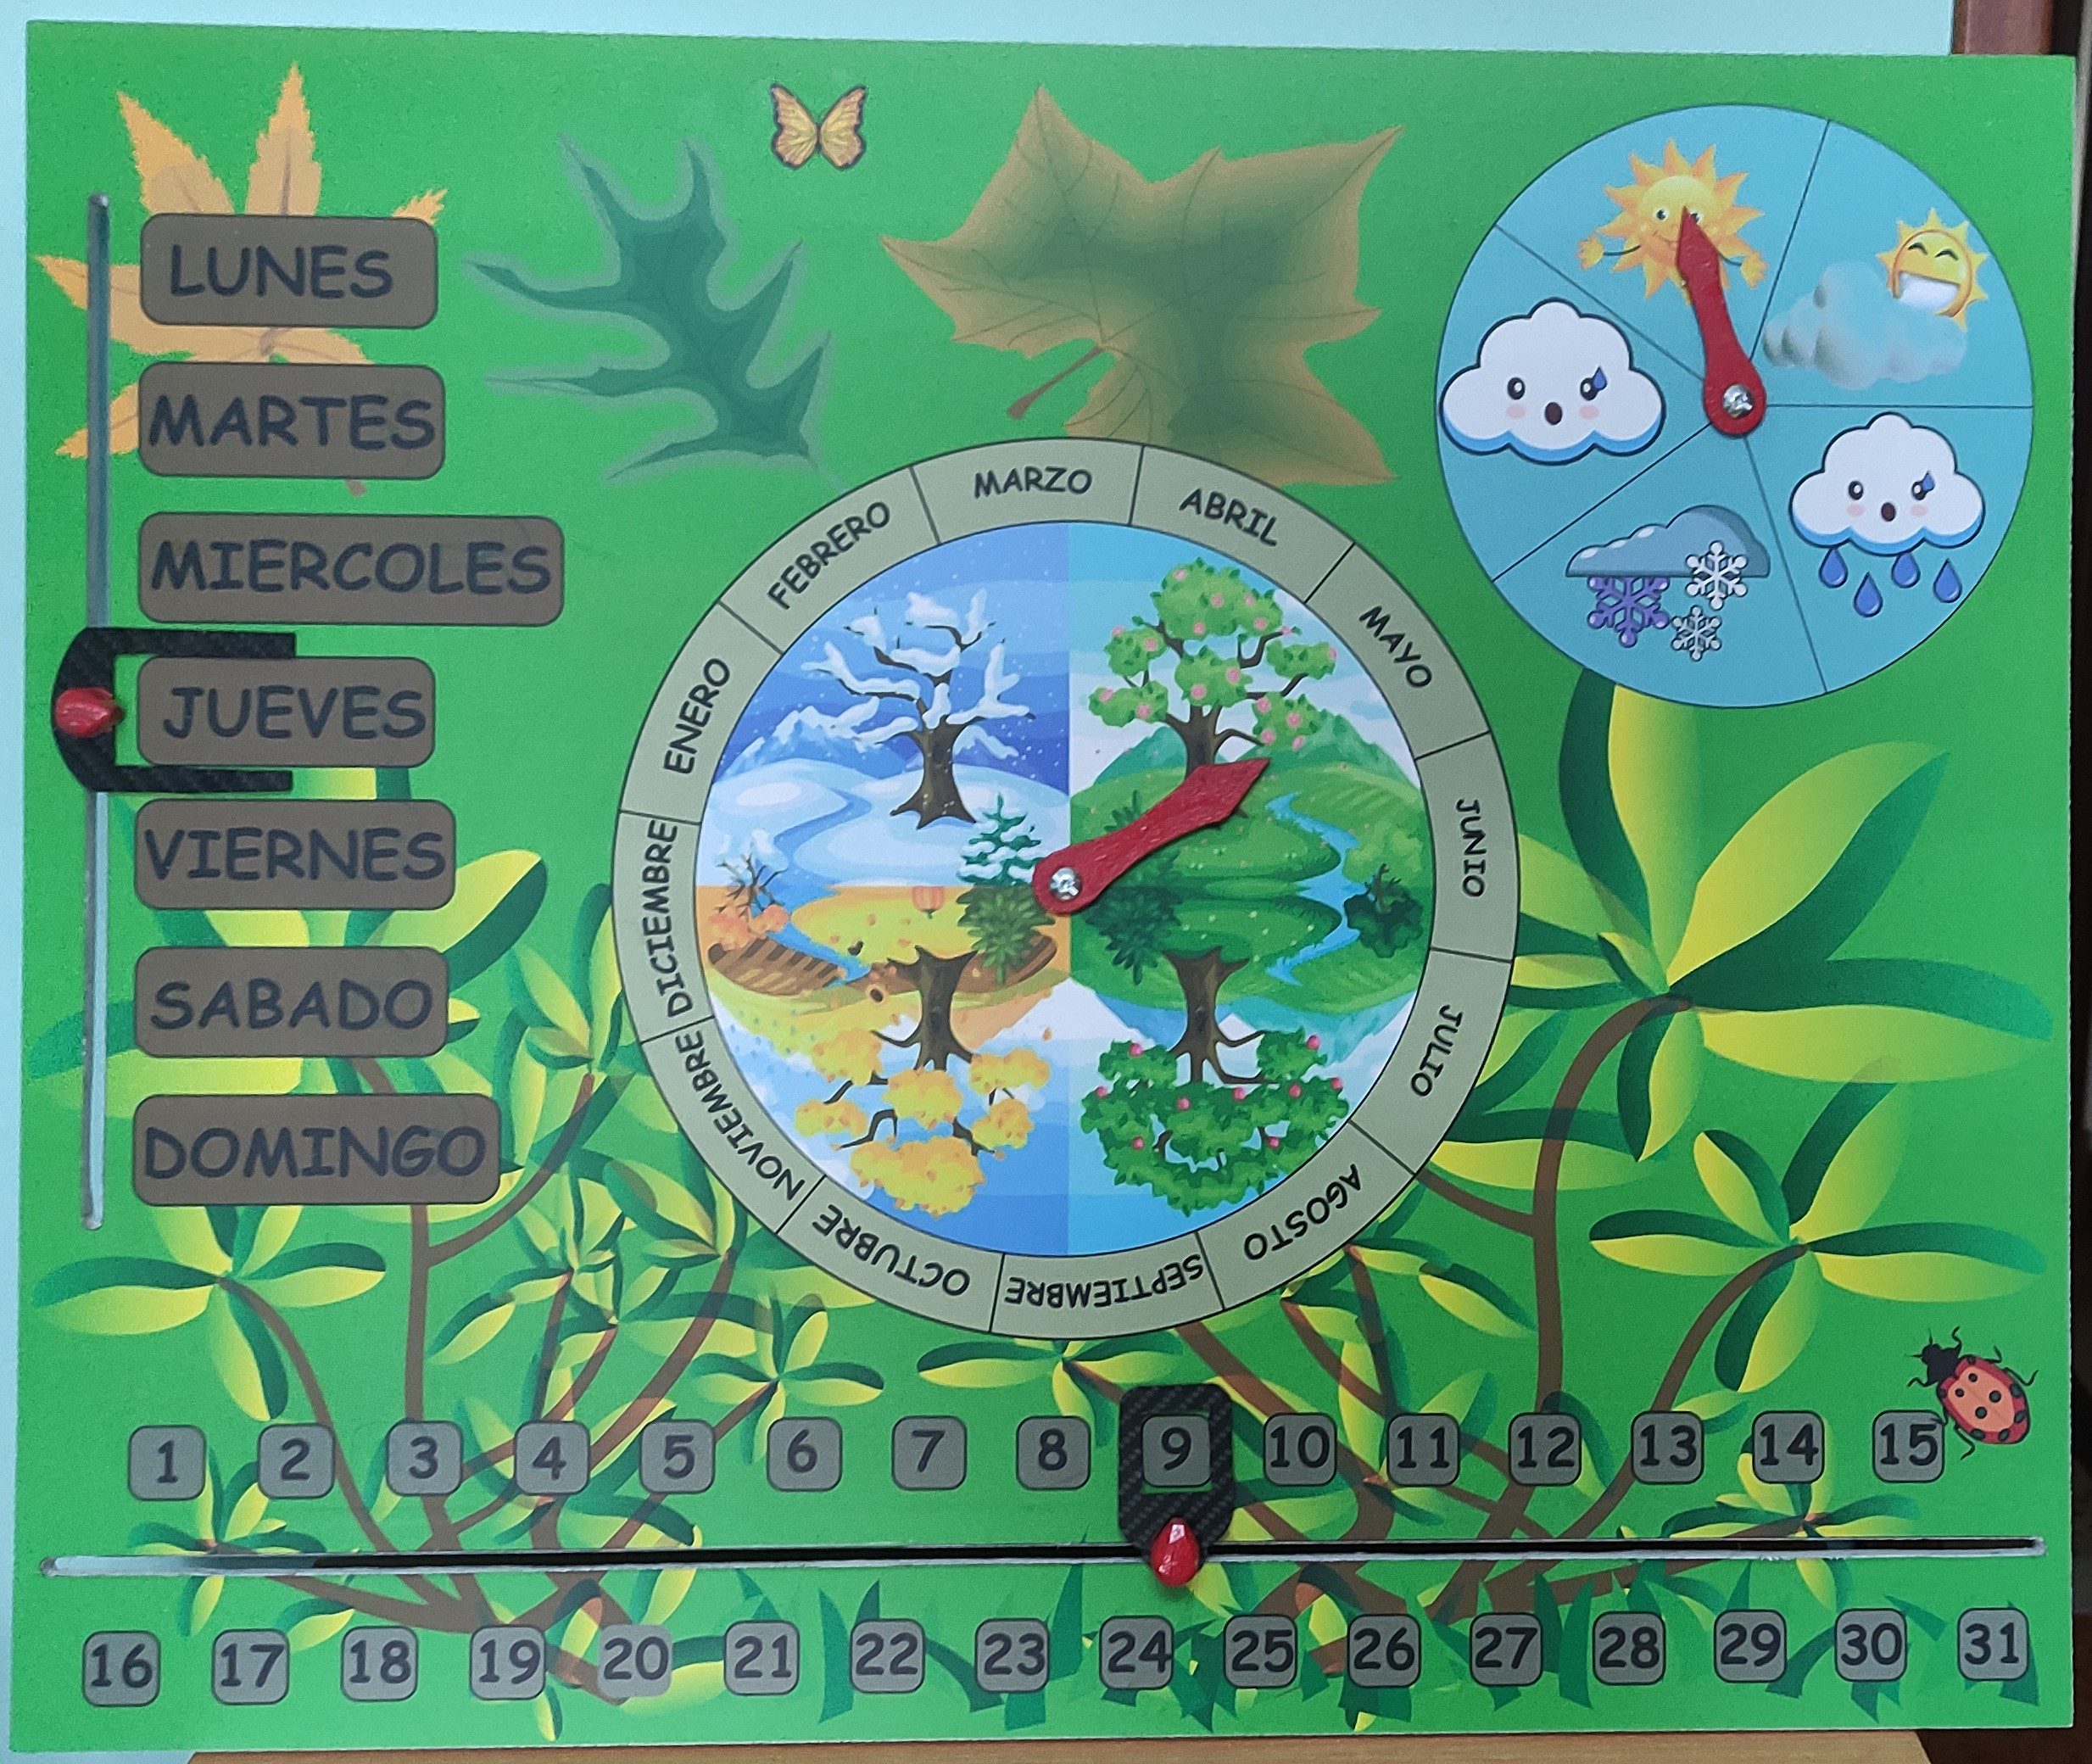 LUNES
MARTES
MIERCOLES
JUEVES
VIERNES
SABADO
DOMINGO
ENERO
FEBRERO
MARZO
ABRIL
MAYO
JUNIO
JULIO
AGOSTO
SEPTIEMBRE
OCTUBRE
NOVIEMBRE
DICIEMBRE
1 2 3 4 5 6 7 8 9 10 11 12 13 14 15
16 17 18 19 20 21 22 23 24 25 26 27 28 29 30 31